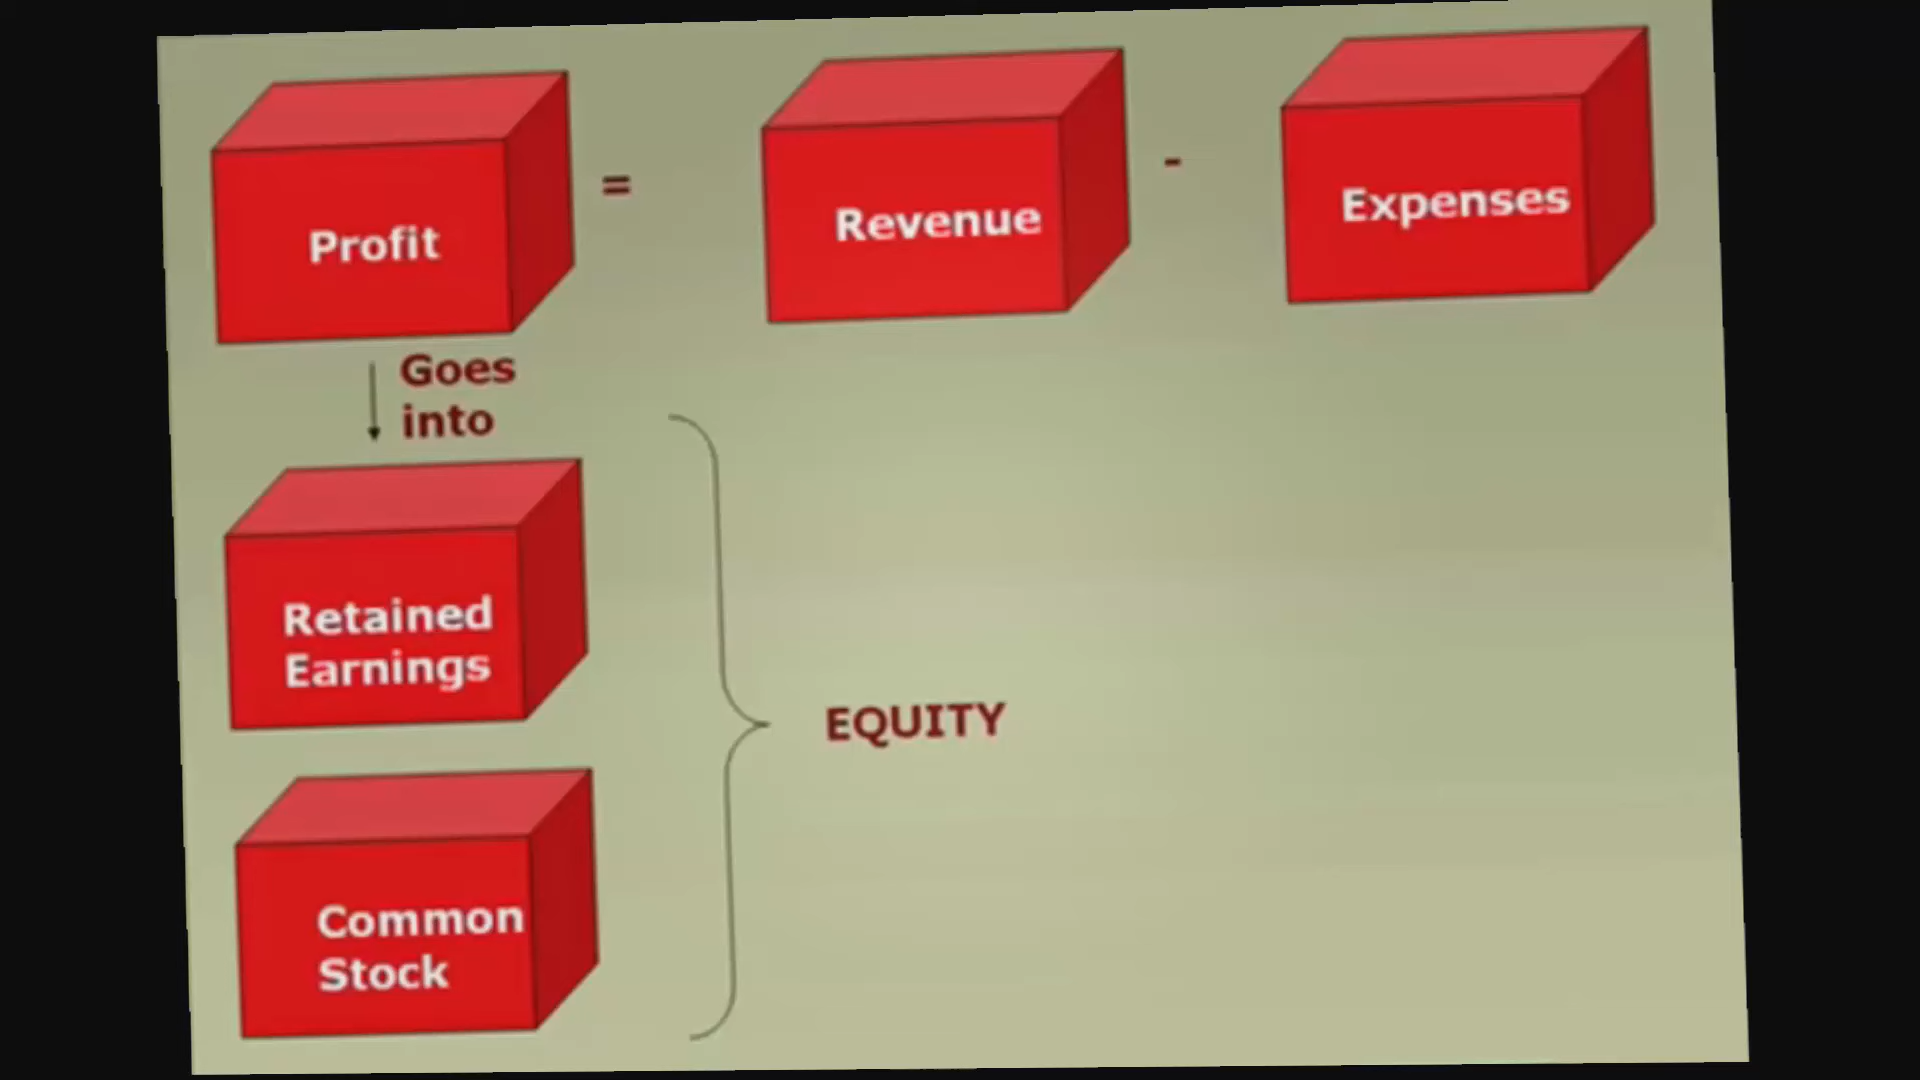 Profit
=
Revenue
-
Expenses
Goes
into
Retained
Earnings
Common
Stock
EQUITY